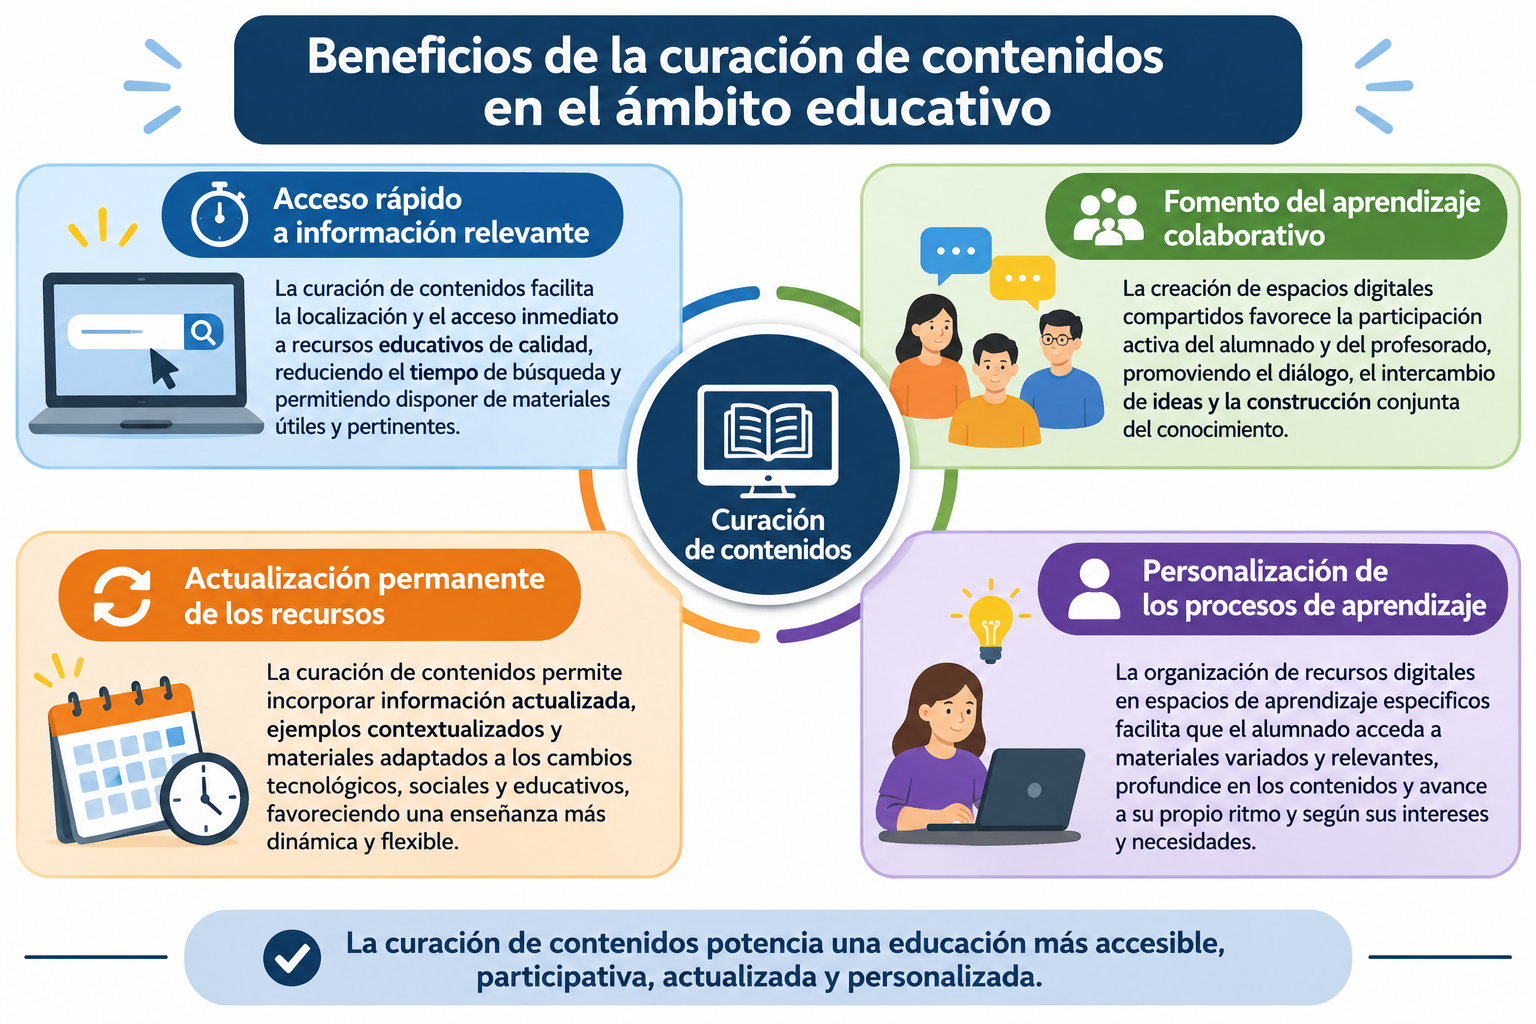 Beneficios de la curación de contenidos
en el ámbito educativo
Acceso rápido
a información relevante
La curación de contenidos facilita
la localización y el acceso inmediato
a recursos educativos de calidad,
reduciendo el tiempo de búsqueda y
permitiendo disponer de materiales
útiles y pertinentes.
Fomento del aprendizaje
colaborativo
La creación de espacios digitales
compartidos favorece la participación
activa del alumnado y del profesorado,
promoviendo el diálogo, el intercambio
de ideas y la construcción conjunta
del conocimiento.
Curación
de contenidos
Actualización permanente
de los recursos
La curación de contenidos permite
incorporar información actualizada,
ejemplos contextualizados y
materiales adaptados a los cambios
tecnológicos, sociales y educativos,
favoreciendo una enseñanza más
dinámica y flexible.
Personalización de
los procesos de aprendizaje
La organización de recursos digitales
en espacios de aprendizaje específicos
facilita que el alumnado acceda a
materiales variados y relevantes,
profundice en los contenidos y avance
a su propio ritmo y según sus intereses
y necesidades.
La curación de contenidos potencia una educación más accesible,
participativa, actualizada y personalizada.